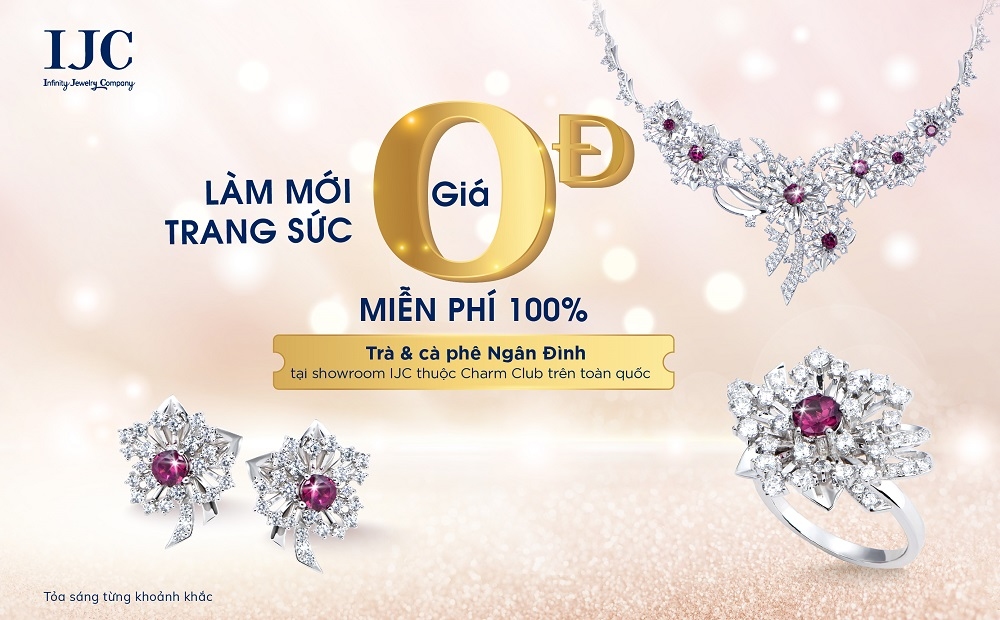 IJC
Infinity Jewelry Company
LÀM MỚI
TRANG SỨC
Giá
0Đ
MIỄN PHÍ 100%
Trà & cà phê Ngân Đình
tại showroom IJC thuộc Charm Club trên toàn quốc
Tỏa sáng từng khoảnh khắc